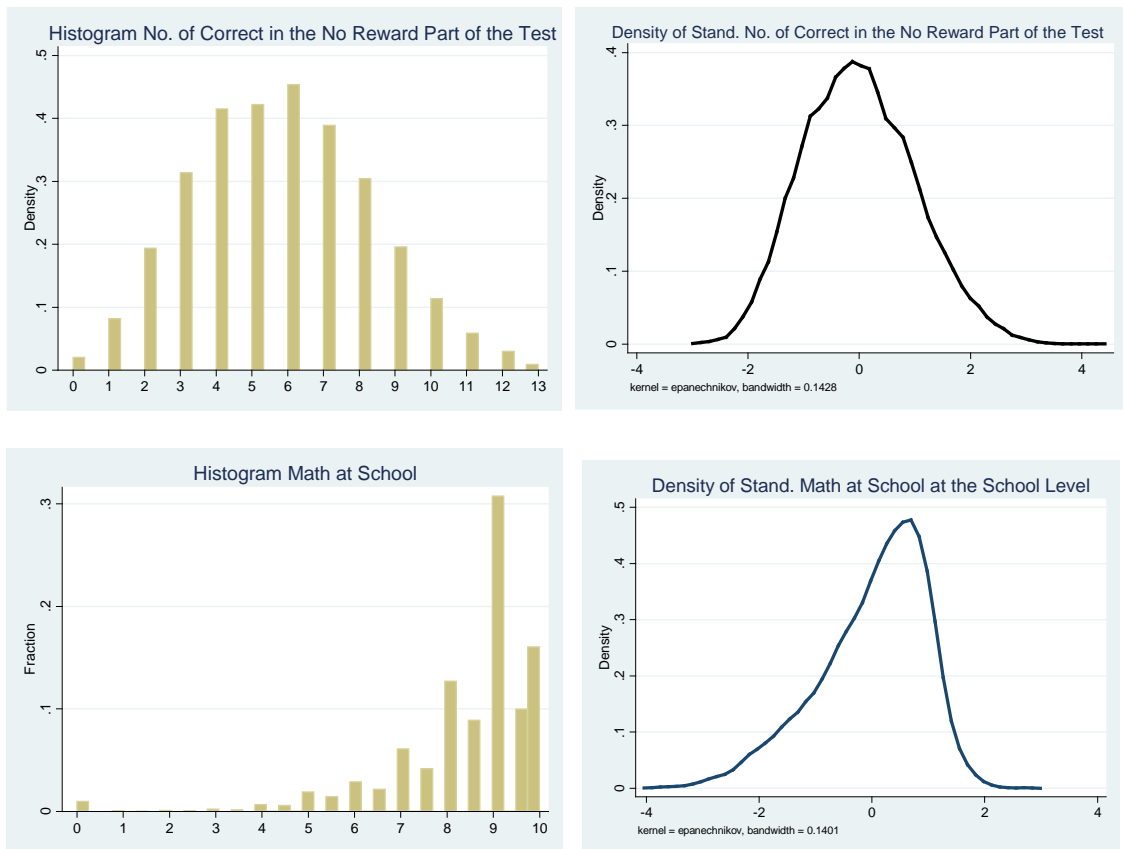 Histogram No. of Correct in the No Reward Part of the Test
Density
0 .1 .2 .3 .4 .5
0 1 2 3 4 5 6 7 8 9 10 11 12 13
Density of Stand. No. of Correct in the No Reward Part of the Test
Density
0 .1 .2 .3 .4
-4 -2 0 2 4
kernel = epanechnikov, bandwidth = 0.1428
Histogram Math at School
Fraction
0 .1 .2 .3
0 1 2 3 4 5 6 7 8 9 10
Density of Stand. Math at School at the School Level
Density
0 .1 .2 .3 .4 .5
-4 -2 0 2 4
kernel = epanechnikov, bandwidth = 0.1401